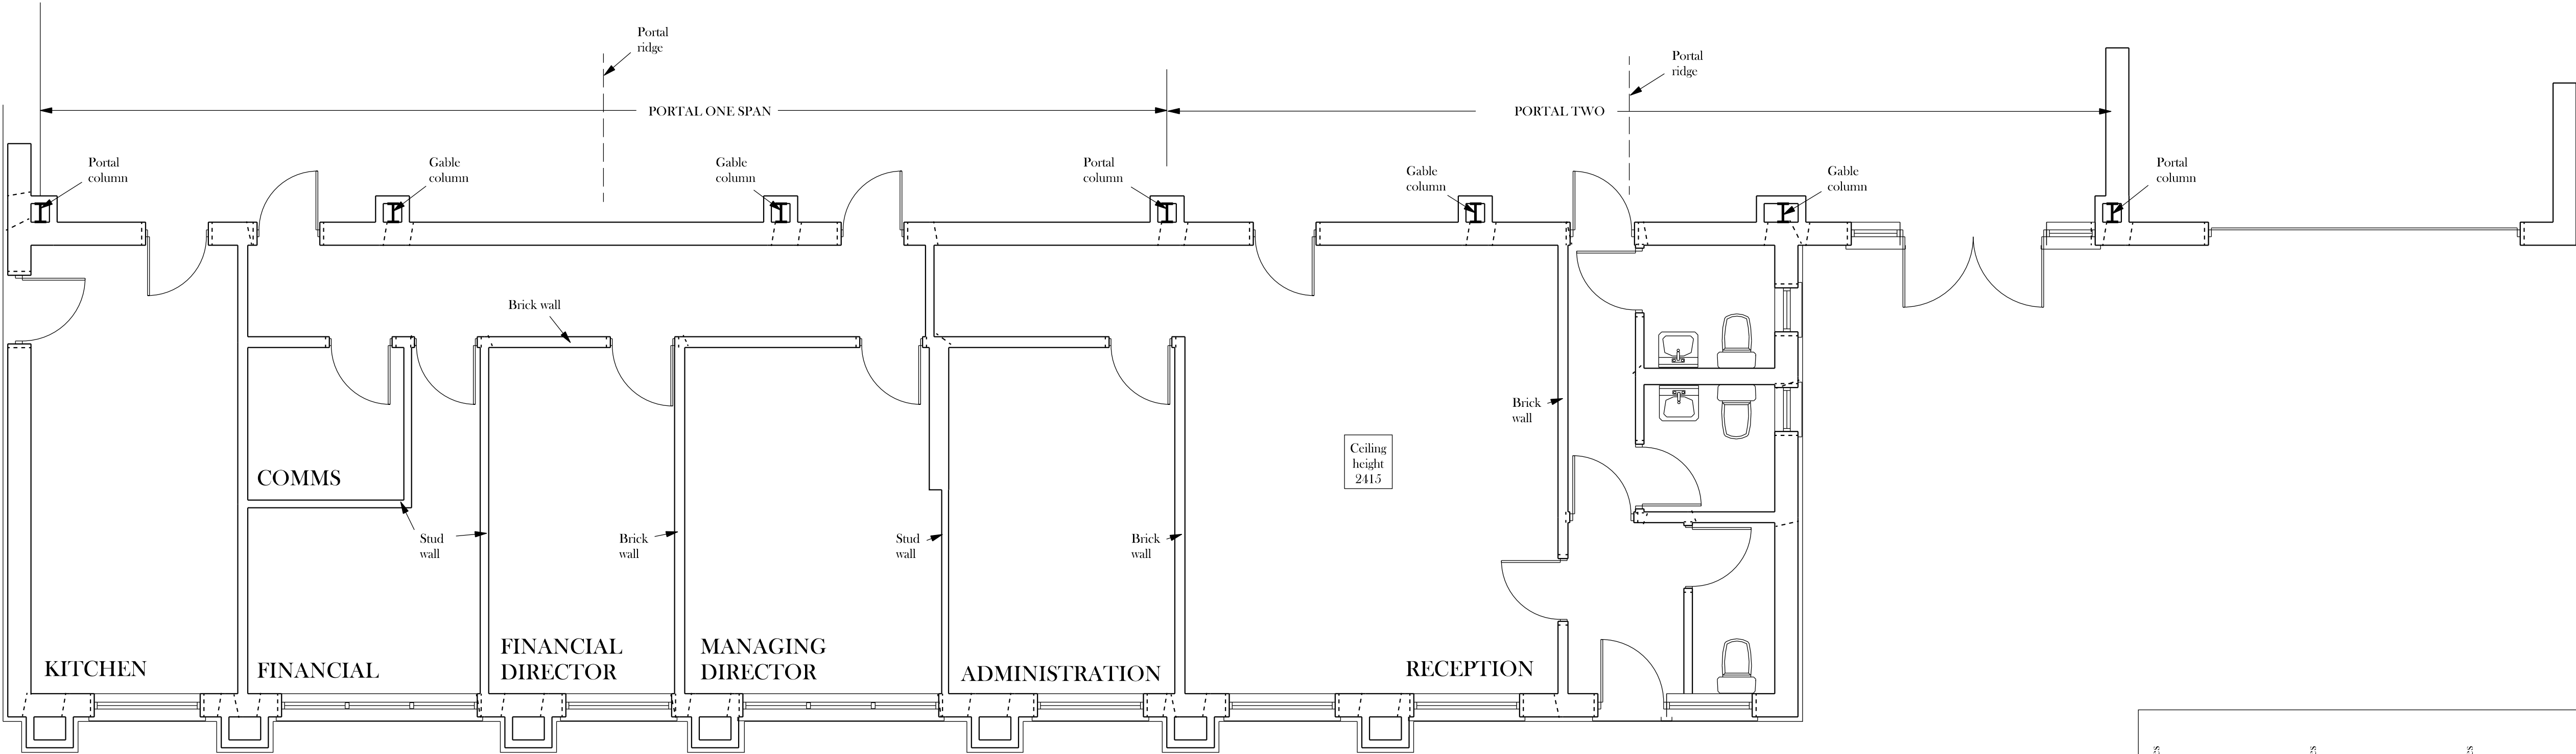 Portal
ridge
Portal
ridge
PORTAL ONE SPAN
PORTAL TWO
Portal
column
Gable
column
Gable
column
Portal
column
Gable
column
Gable
column
Portal
column
Brick wall
Brick
wall
Ceiling
height
2415
COMMS
Stud
wall
Brick
wall
Stud
wall
Brick
wall
KITCHEN
FINANCIAL
FINANCIAL
DIRECTOR
MANAGING
DIRECTOR
ADMINISTRATION
RECEPTION